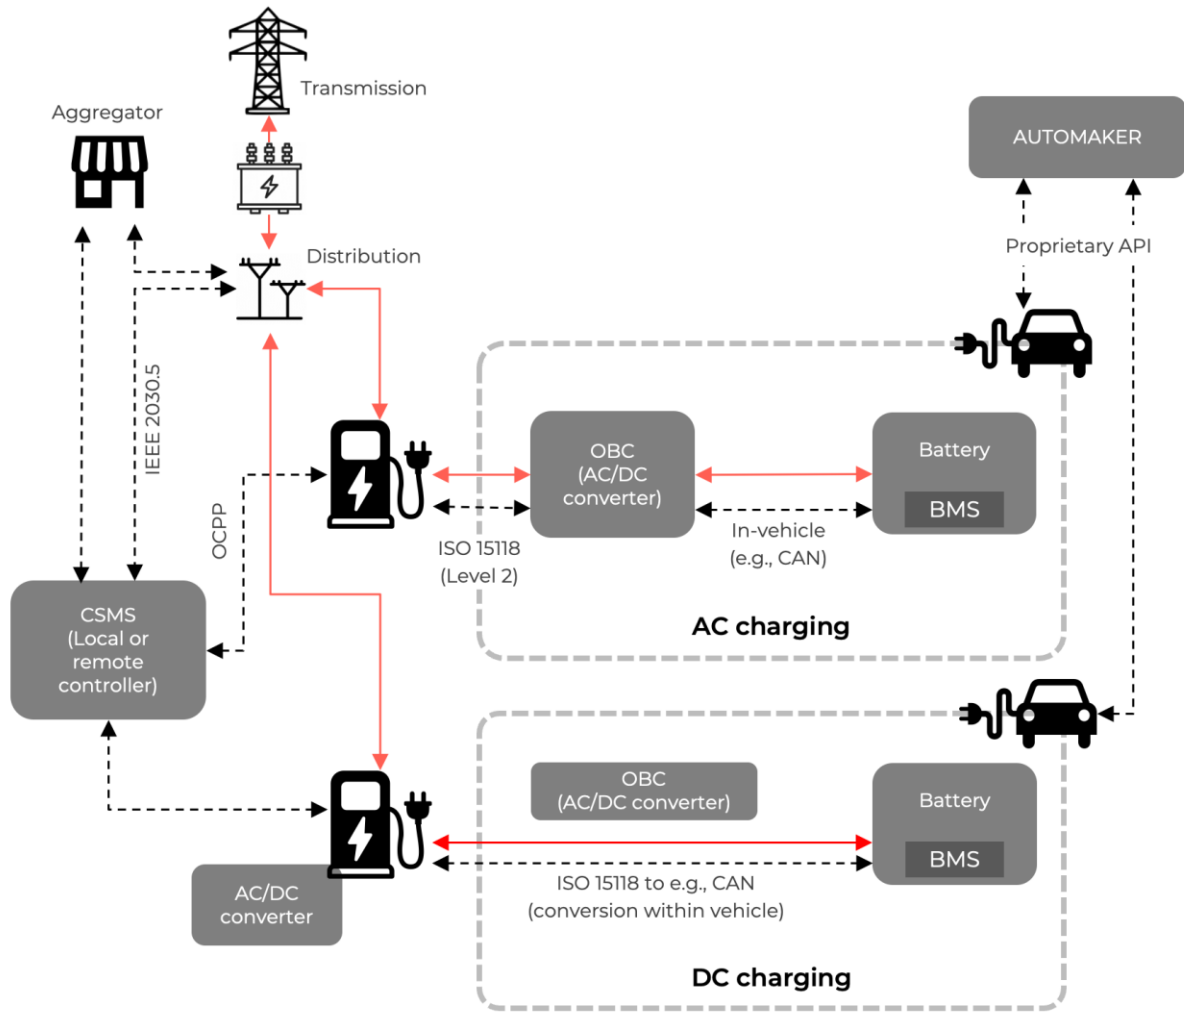 Transmission
Aggregator
AUTOMAKER
Proprietary API
Distribution
IEEE 2030.5
OCPP
OBC
(AC/DC
converter)
Battery
BMS
ISO 15118
(Level 2)
In-vehicle
(e.g., CAN)
AC charging
CSMS
(Local or
remote
controller)
OBC
(AC/DC converter)
Battery
BMS
AC/DC
converter
ISO 15118 to e.g., CAN
(conversion within vehicle)
DC charging